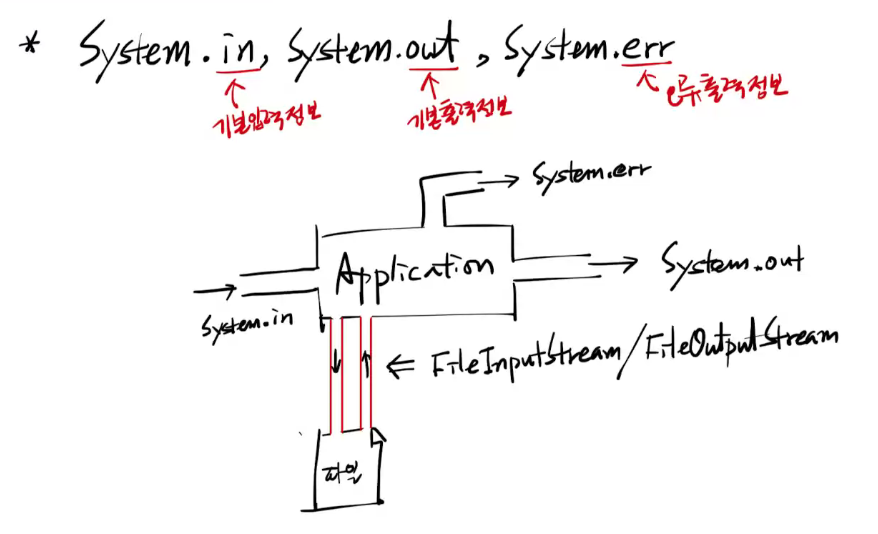 * System.in, System.out, System.err
기본입력정보 기본출력정보 오류출력정보
System.err
Application
System.out
System.in
⇐ FileInputStream/FileOutputStream
파일